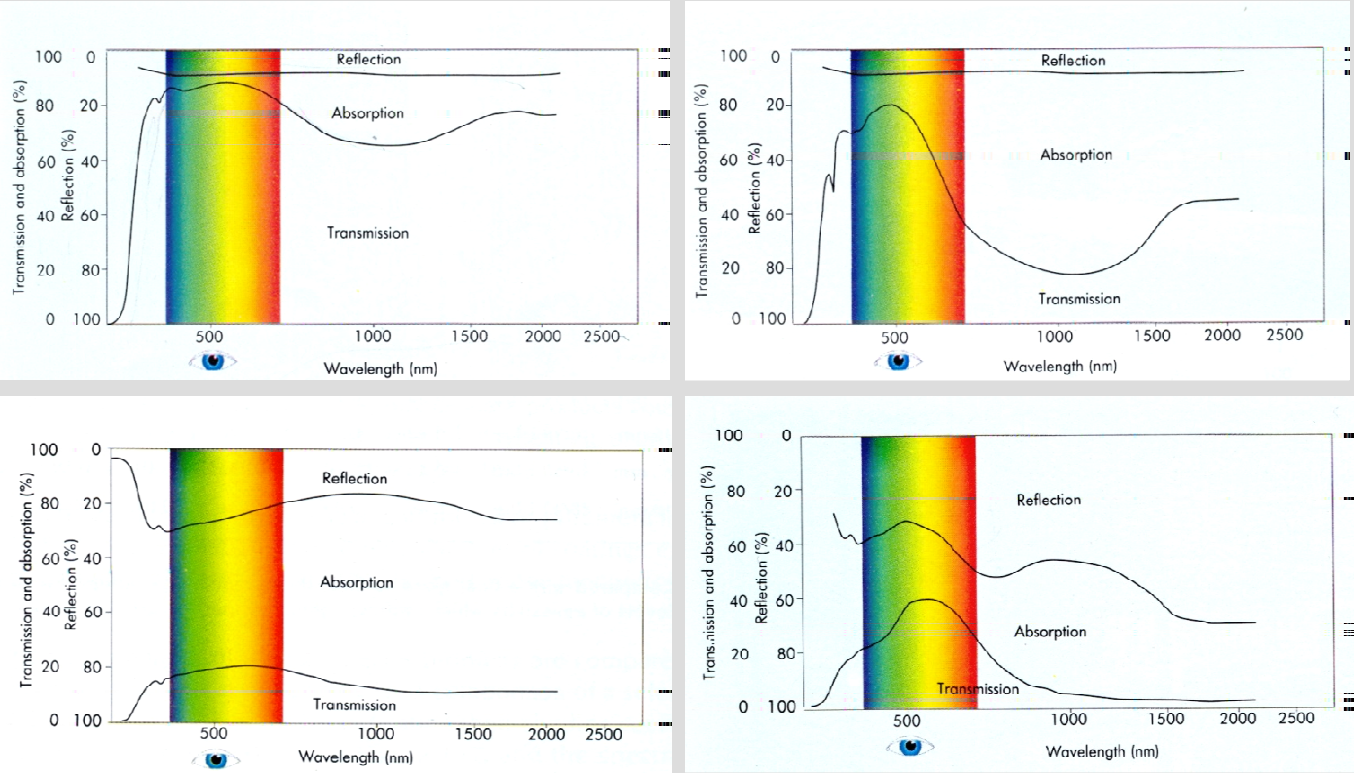 Transmission and absorption (%)
Reflection (%)
100 0
80 20
60 40
40 60
20 80
0 100
Reflection
Absorption
Transmission
500 1000 1500 2000 2500
Wavelength (nm)
Transmission and absorption (%)
Reflection (%)
100 0
80 20
60 40
40 60
20 80
0 100
Reflection
Absorption
Transmission
500 1000 1500 2000 2500
Wavelength (nm)
Transmission and absorption (%)
Reflection (%)
100 0
80 20
60 40
40 60
20 80
0 100
Reflection
Absorption
Transmission
500 1000 1500 2000 2500
Wavelength (nm)
Transmission and absorption (%)
Reflection (%)
100 0
80 20
60 40
40 60
20 80
0 100
Reflection
Absorption
Transmission
500 1000 1500 2000 2500
Wavelength (nm)